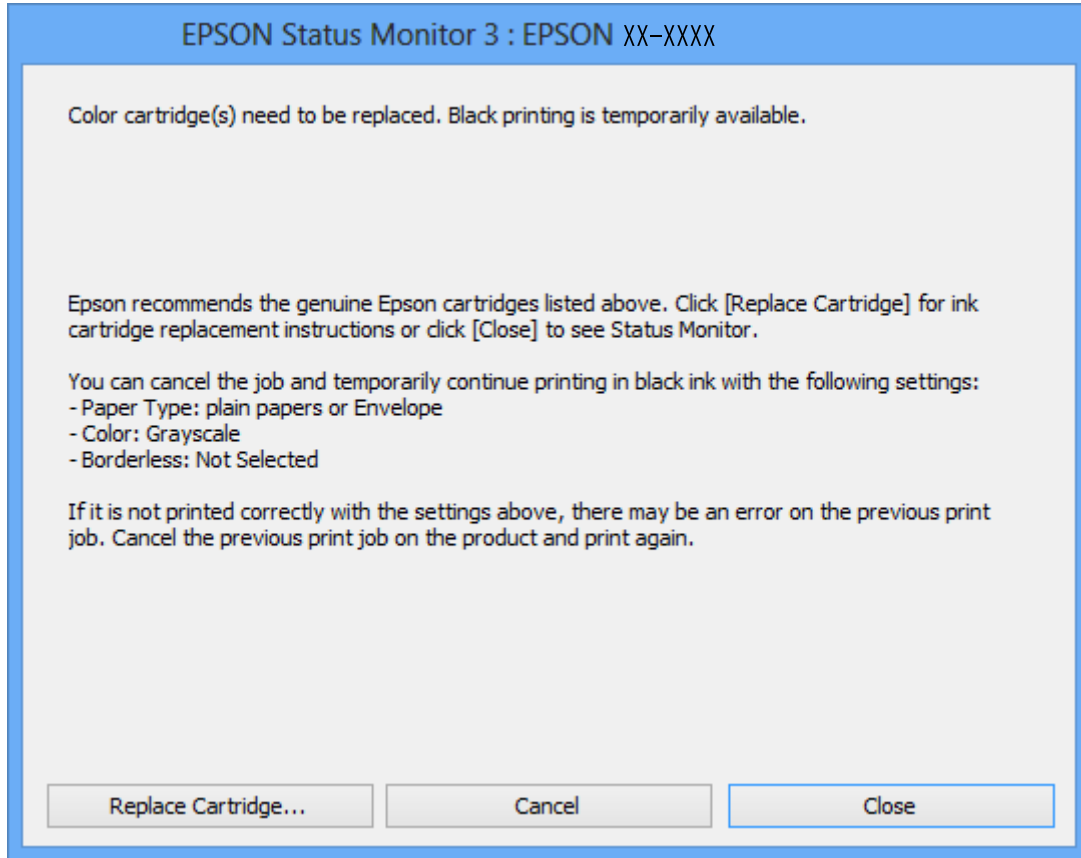 EPSON Status Monitor 3 : EPSON XX-XXXX
Color cartridge(s) need to be replaced. Black printing is temporarily available.
Epson recommends the genuine Epson cartridges listed above. Click [Replace Cartridge] for ink
cartridge replacement instructions or click [Close] to see Status Monitor.
You can cancel the job and temporarily continue printing in black ink with the following settings:
- Paper Type: plain papers or Envelope
- Color: Grayscale
- Borderless: Not Selected
If it is not printed correctly with the settings above, there may be an error on the previous print
job. Cancel the previous print job on the product and print again.
Replace Cartridge... Cancel Close